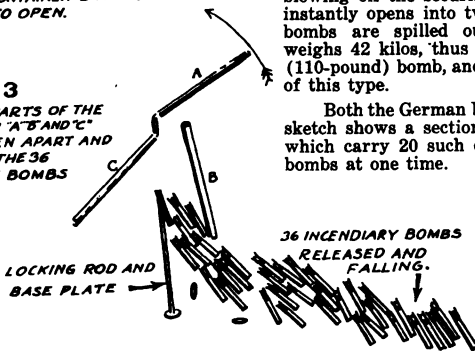 TO OPEN.
3
ARTS OF THE
"A" B AND "C"
EN APART AND
THE 36
BOMBS
A
C
B
LOCKING ROD AND
BASE PLATE
36 INCENDIARY BOMBS
RELEASED AND
FALLING.
instantly opens into tw
bombs are spilled ou
weighs 42 kilos, thus
(110-pound) bomb, and
of this type.
Both the German b
sketch shows a section
which carry 20 such
bombs at one time.